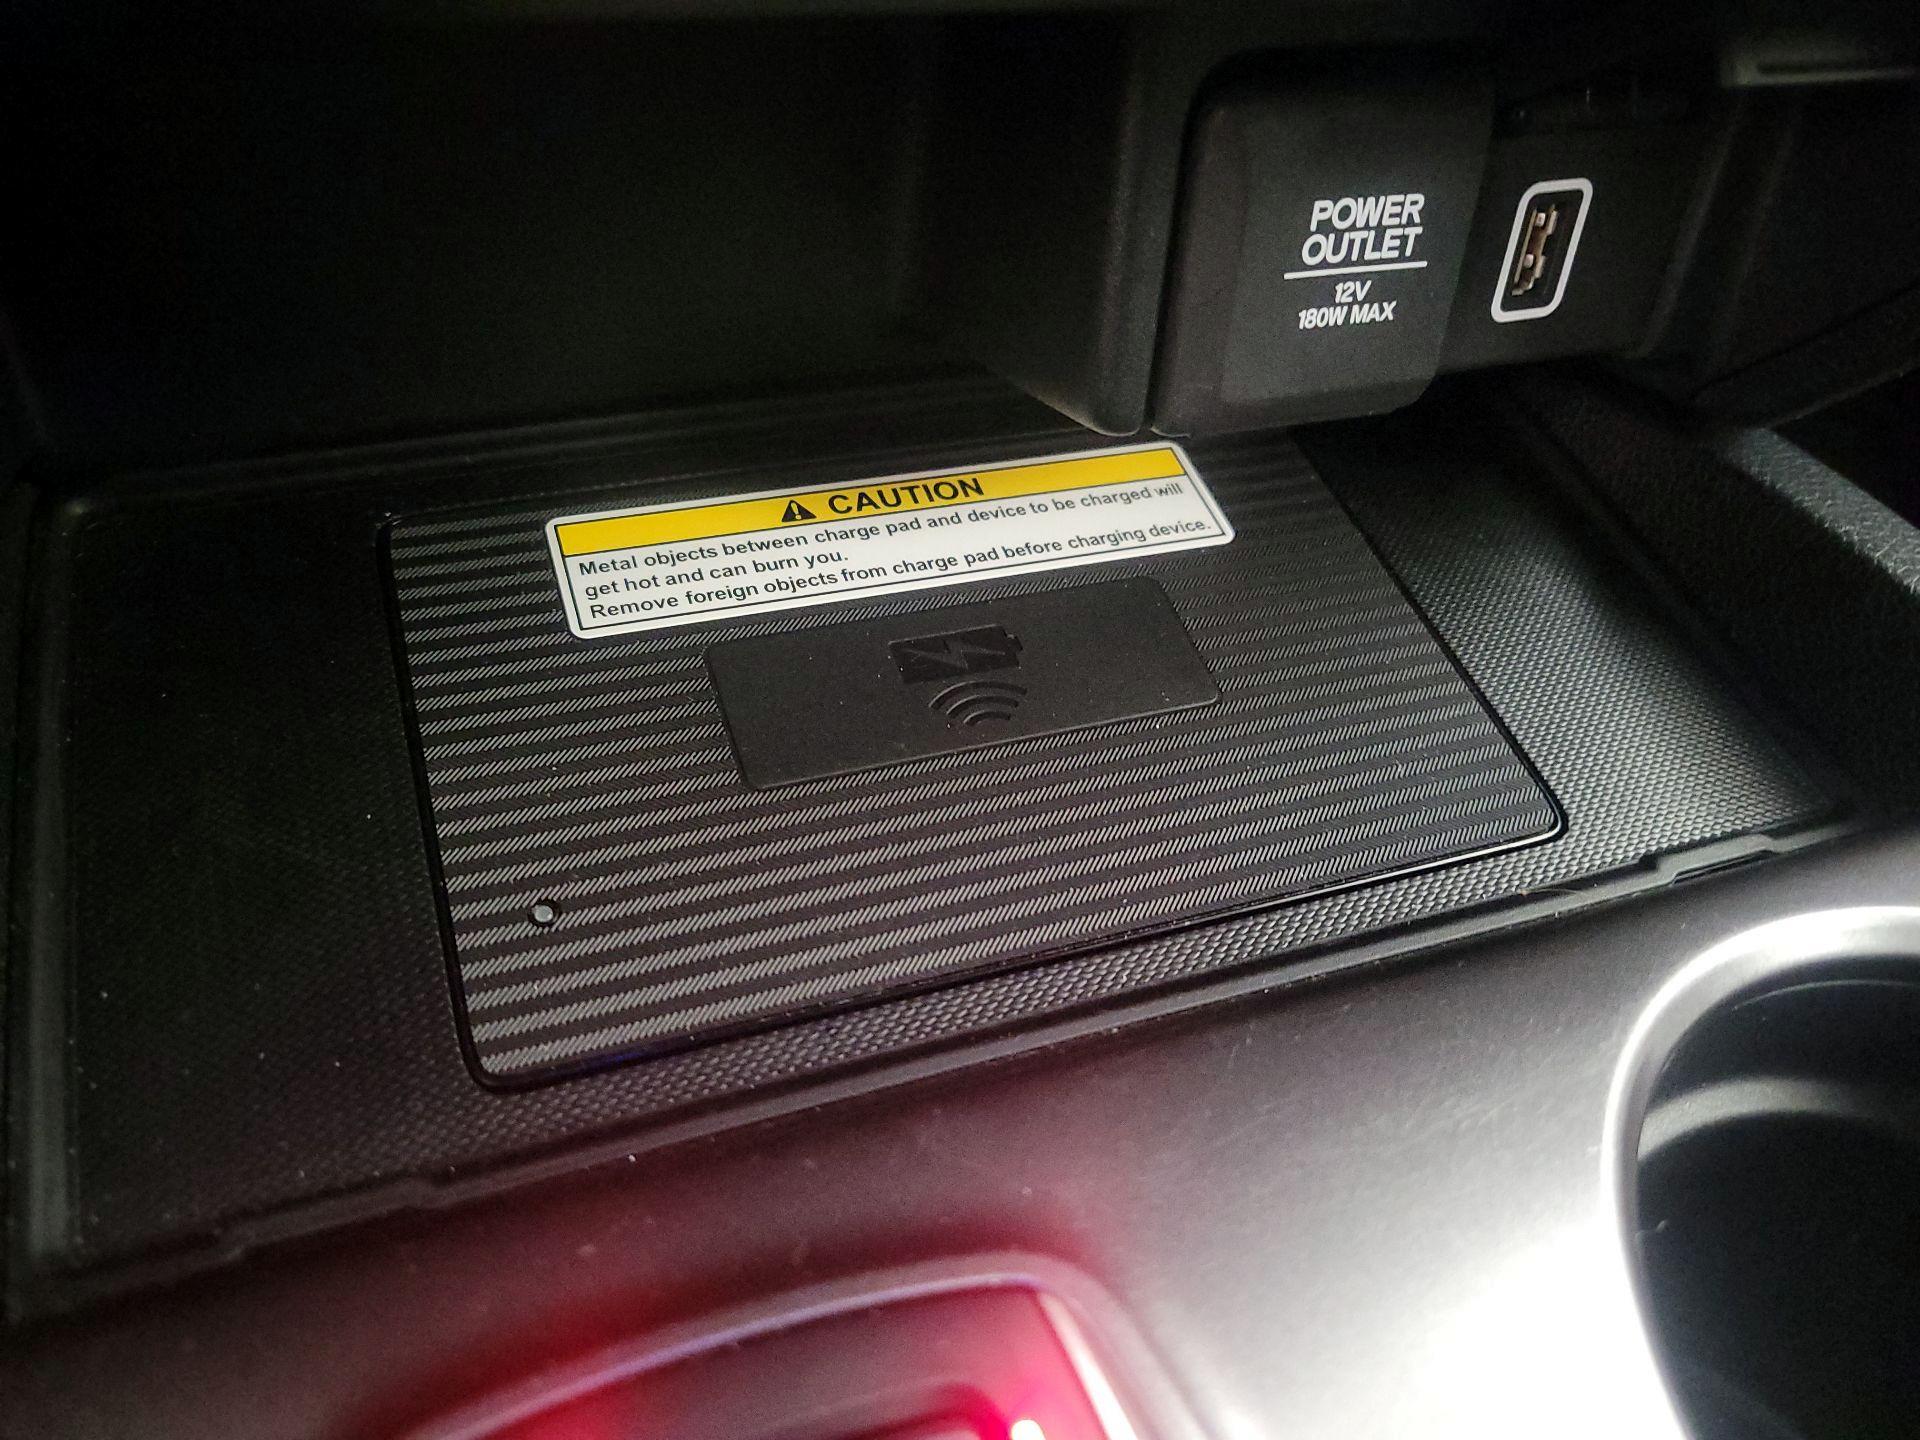 POWER
OUTLET
12V
180W MAX
CAUTION
Metal objects between charge pad and device to be charged will
get hot and can burn you.
Remove foreign objects from charge pad before charging device.